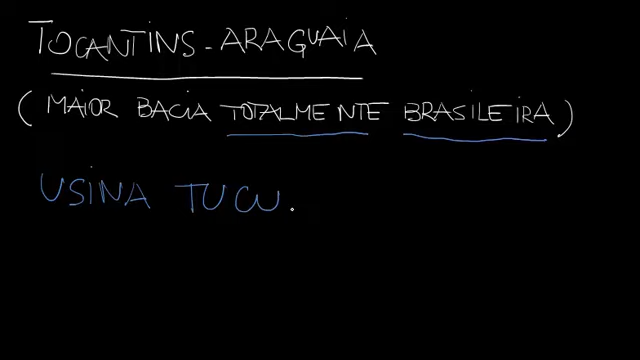 TOCANTINS - ARAGUAIA
(MAIOR BACIA TOTALMENTE BRASILEIRA)
USINA TUCU